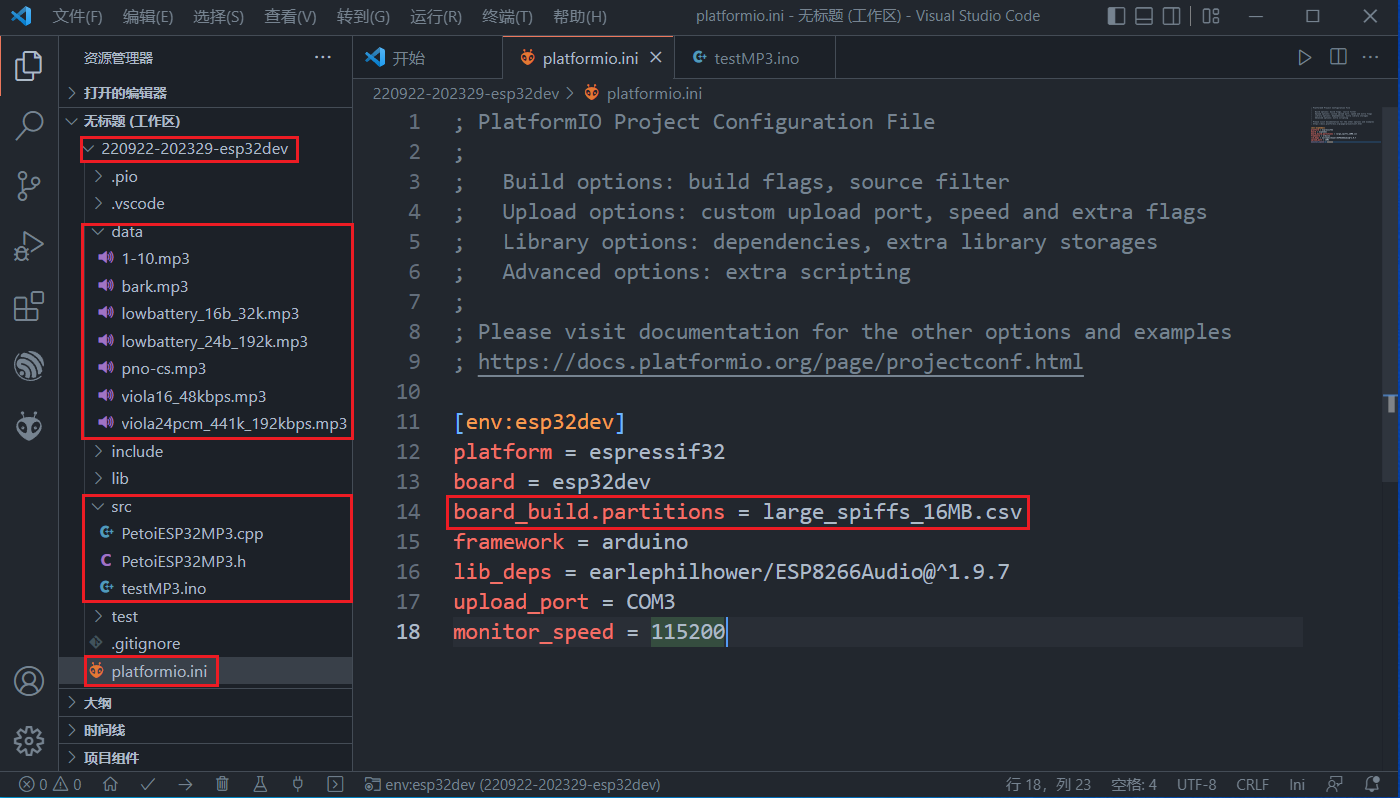 文件(F) 编辑(E) 选择(S) 查看(V) 转到(G) 运行(R) 终端(T) 帮助(H) platformio.ini - 无标题 (工作区) - Visual Studio Code
资源管理器 ···
打开的编辑器
无标题 (工作区)
220922-202329-esp32dev
.pio
.vscode
data
1-10.mp3
bark.mp3
lowbattery_16b_32k.mp3
lowbattery_24b_192k.mp3
pno-cs.mp3
viola16_48kbps.mp3
viola24pcm_441k_192kbps.mp3
include
lib
src
PetoiESP32MP3.cpp
C PetoiESP32MP3.h
testMP3.ino
test
.gitignore
platformio.ini
大纲
时间线
项目组件
开始 platformio.ini testMP3.ino
220922-202329-esp32dev > platformio.ini
1 ; PlatformIO Project Configuration File
2 ;
3 ;   Build options: build flags, source filter
4 ;   Upload options: custom upload port, speed and extra flags
5 ;   Library options: dependencies, extra library storages
6 ;   Advanced options: extra scripting
7 ;
8 ; Please visit documentation for the other options and examples
9 ; https://docs.platformio.org/page/projectconf.html
10
11 [env:esp32dev]
12 platform = espressif32
13 board = esp32dev
14 board_build.partitions = large_spiffs_16MB.csv
15 framework = arduino
16 lib_deps = earlephilhower/ESP8266Audio@^1.9.7
17 upload_port = COM3
18 monitor_speed = 115200
0 0 env:esp32dev (220922-202329-esp32dev) 行 18，列 23 空格: 4 UTF-8 CRLF Ini